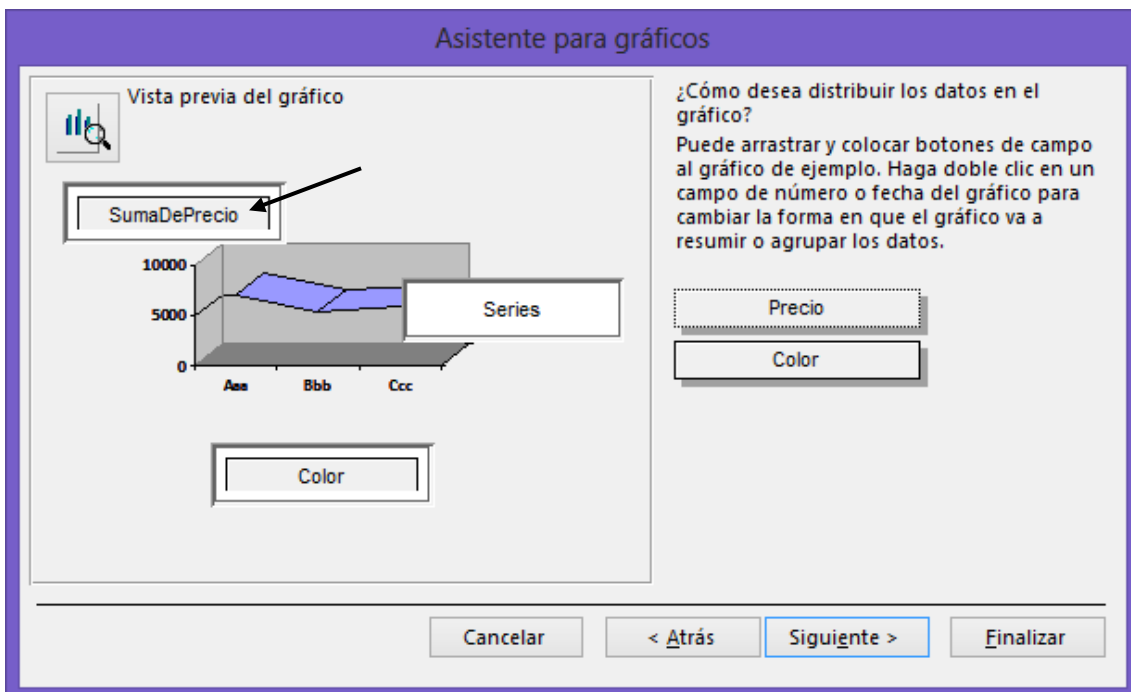 Asistente para gráficos
Vista previa del gráfico
SumaDePrecio
10000
5000
0
Aaa Bbb Ccc
Series
Color
¿Cómo desea distribuir los datos en el
gráfico?
Puede arrastrar y colocar botones de campo
al gráfico de ejemplo. Haga doble clic en un
campo de número o fecha del gráfico para
cambiar la forma en que el gráfico va a
resumir o agrupar los datos.
Precio
Color
Cancelar < Atrás Siguiente > Finalizar